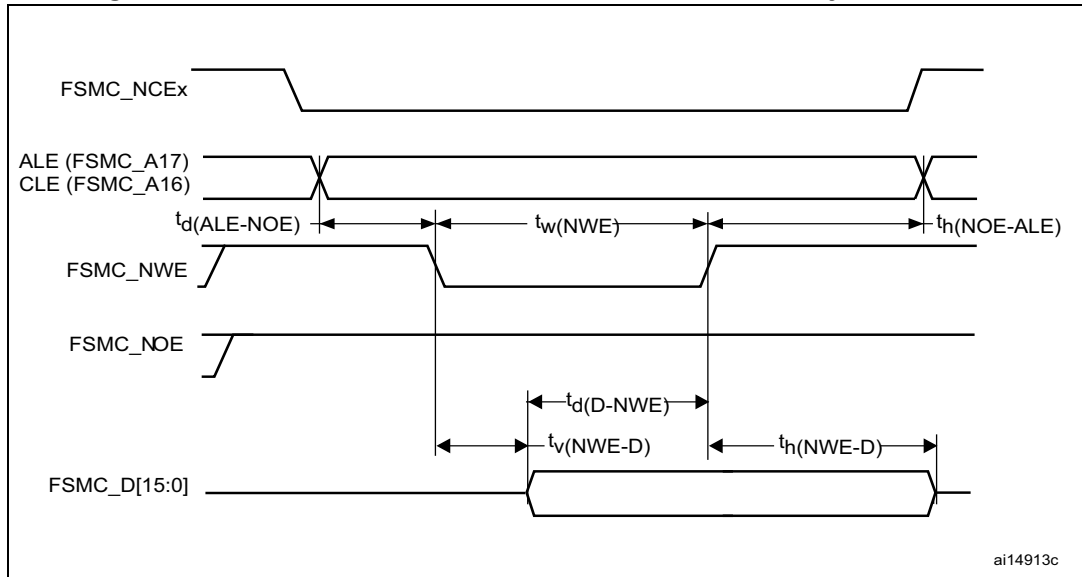 FSMC_NCEx
ALE (FSMC_A17)
CLE (FSMC_A16)
td(ALE-NOE)
tw(NWE)
th(NOE-ALE)
FSMC_NWE
FSMC_NOE
td(D-NWE)
tv(NWE-D)
th(NWE-D)
FSMC_D[15:0]
ai14913c